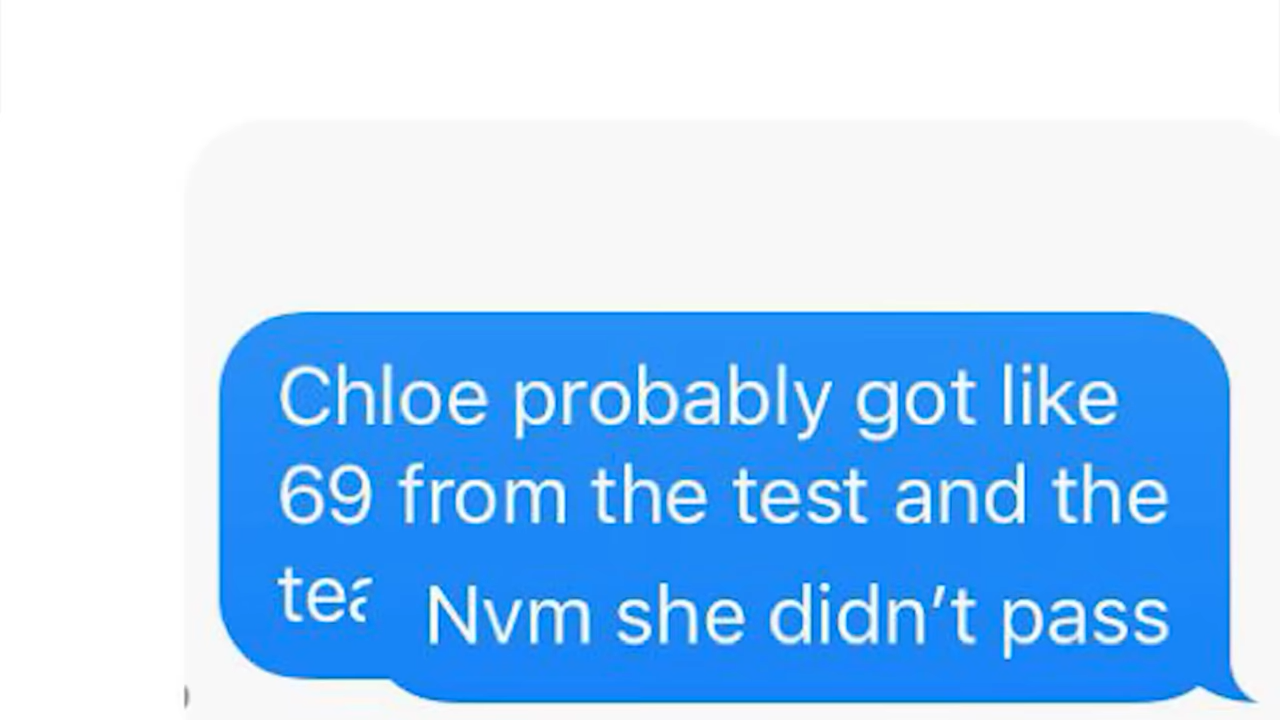 Chloe probably got like
69 from the test and the
Nvm she didn’t pass